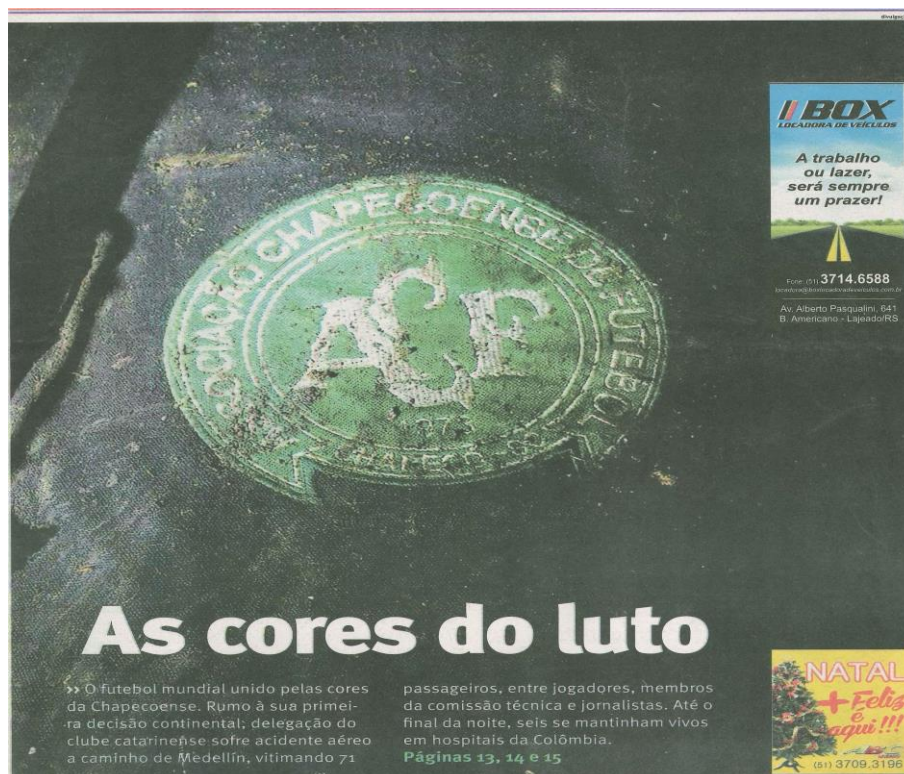 BOX
LOCADORA DE VEÍCULOS
A trabalho
ou lazer,
será sempre
um prazer!
Fone: (51) 3714.6588
Av. Alberto Pasqualini, 641
B. Americano - Lajeado/RS
SOCIAÇÃO CHAPECOENSE DE FUTEBOL
ACF
As cores do luto
›› O futebol mundial unido pelas cores
da Chapecoense. Rumo à sua primei-
ra decisão continental; delegação do
clube catarinense sofre acidente aéreo
a caminho de Medellín, vitimando 71
passageiros, entre jogadores, membros
da comissão técnica e jornalistas. Até o
final da noite, seis se mantinham vivos
em hospitais da Colômbia.
Páginas 13, 14 e 15
NATAL
+ Feliz
é
aqui!!!
(51) 3709.3196